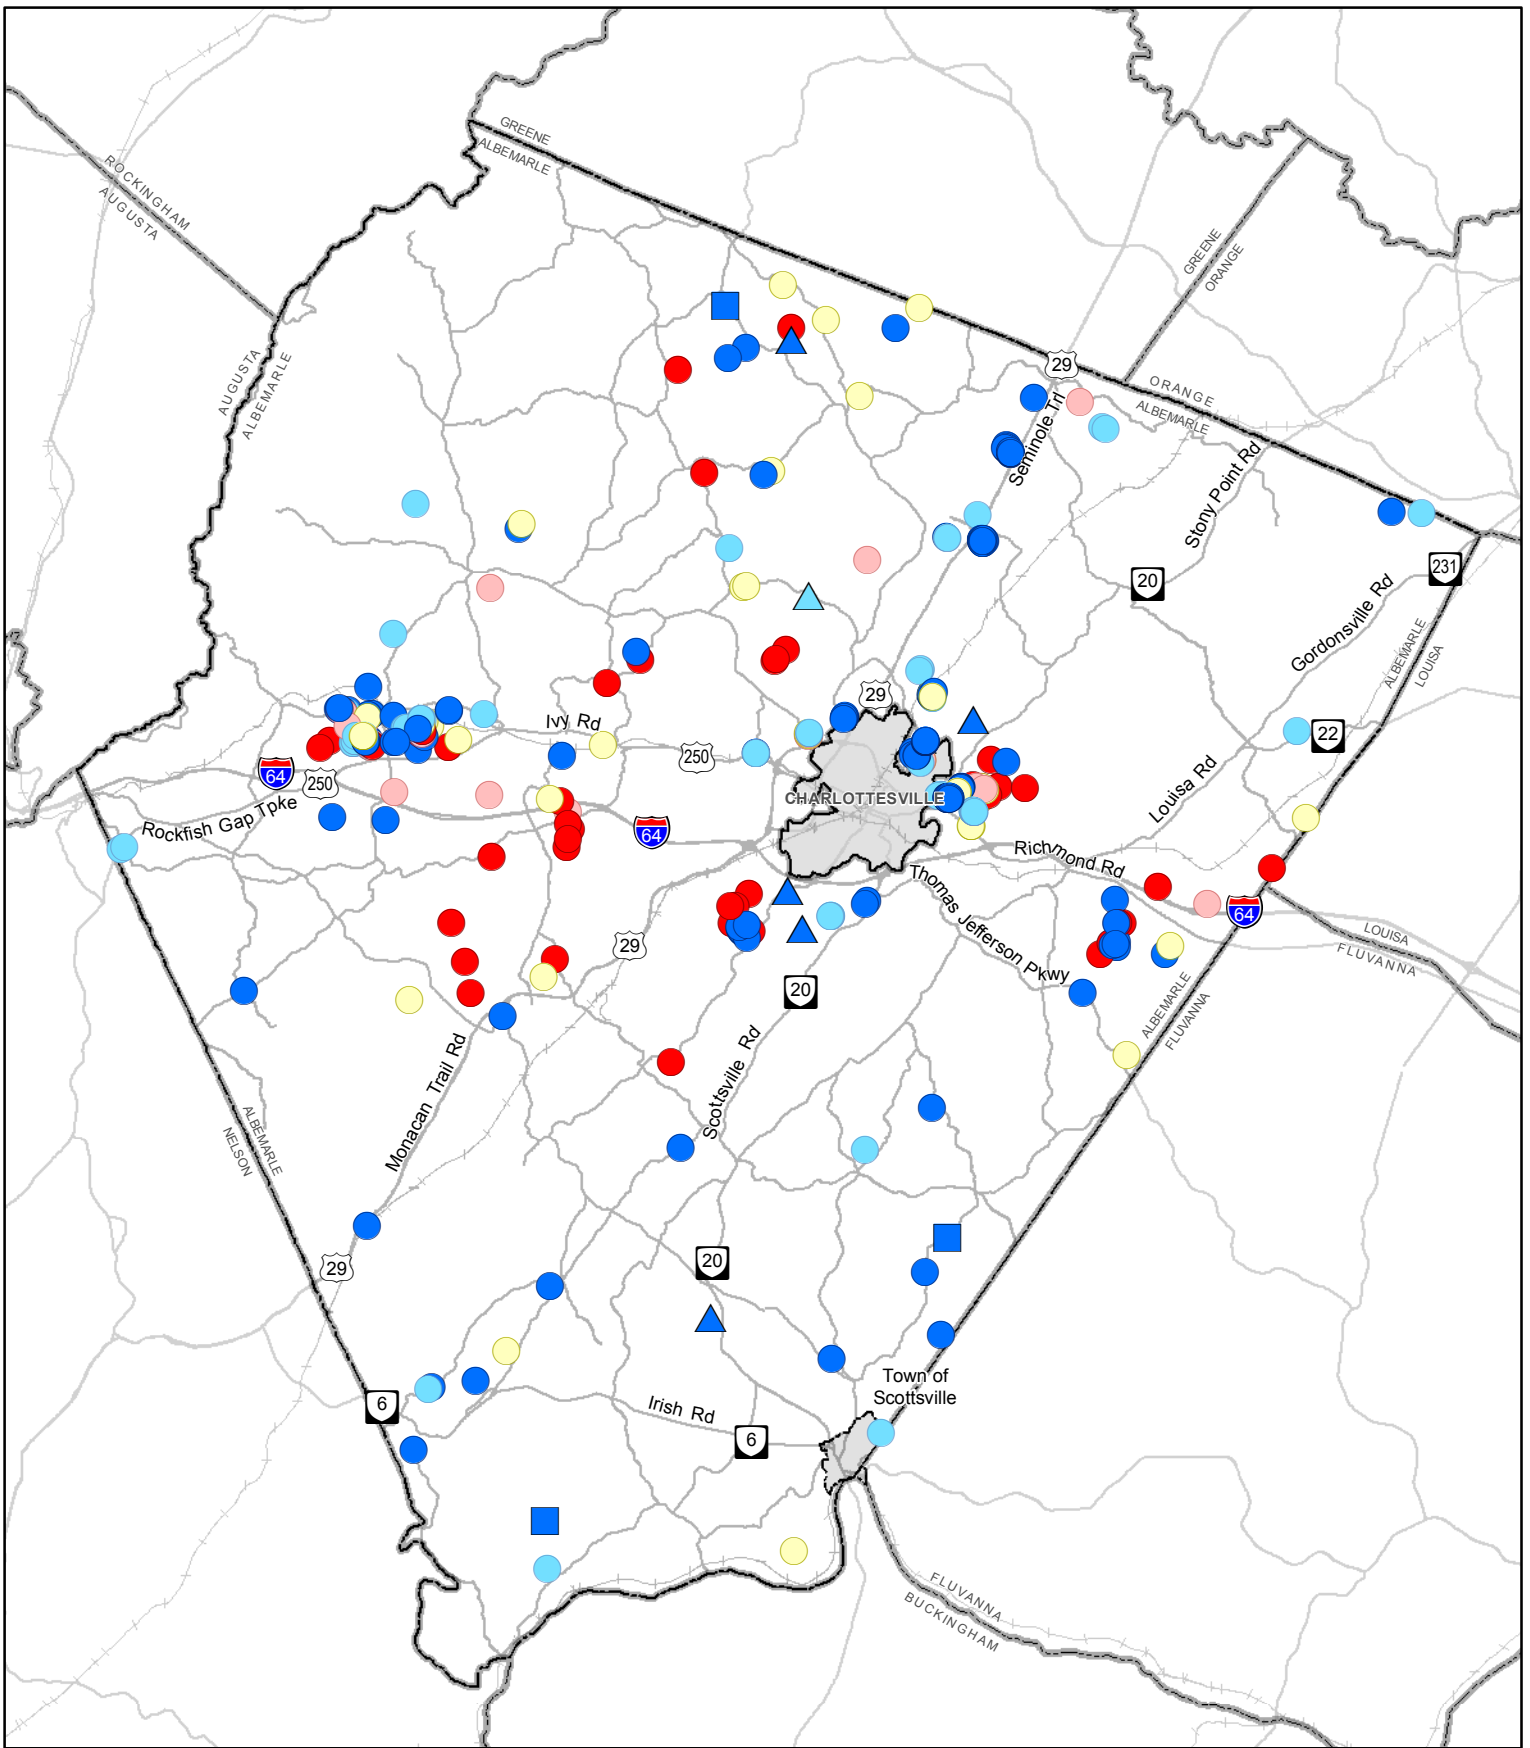 GREENE
ALBEMARLE
ROCKINGHAM
AUGUSTA
GREENE
ORANGE
AUGUSTA
ALBEMARLE
29
ORANGE
ALBEMARLE
Seminole Trl
Stony Point Rd
20
231
Gordonsville Rd
ALBEMARLE
LOUISA
29
Ivy Rd
250
22
64
250
Rockfish Gap Tpke
CHARLOTTESVILLE
Louisa Rd
64
Richmond Rd
Thomas Jefferson Pkwy
64
LOUISA
FLUVANNA
29
20
ALBEMARLE
FLUVANNA
Monacan Trail Rd
Scottsville Rd
ALBEMARLE
NELSON
20
29
Town of
Scottsville
6
Irish Rd
6
FLUVANNA
BUCKINGHAM